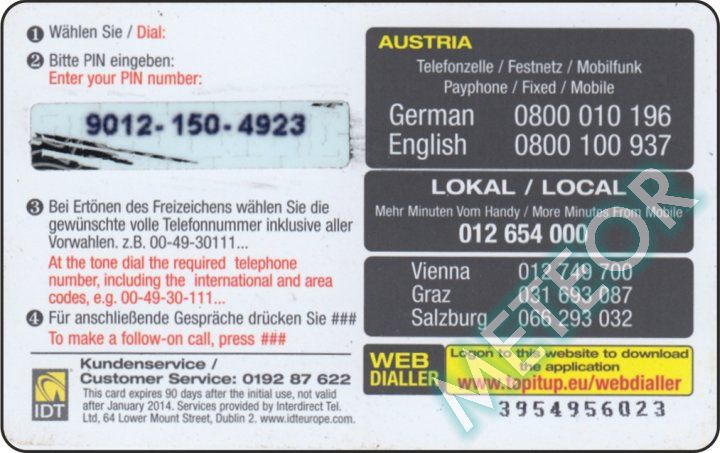 ❶ Wählen Sie / Dial:
❷ Bitte PIN eingeben:
Enter your PIN number:
9012- 150- 4923
❸ Bei Ertönen des Freizeichens wählen Sie die
gewünschte volle Telefonnummer inklusive aller
Vorwahlen. z.B. 00-49-30111...
At the tone dial the required telephone
number, including the international and area
codes, e.g. 00-49-30-111...
❹ Für anschließende Gespräche drücken Sie ###
To make a follow-on call, press ###
IDT
Kundenservice /
Customer Service: 0192 87 622
This card expires 90 days after the initial use, not valid
after January 2014. Services provided by Interdirect Tel.
Ltd, 64 Lower Mount Street, Dublin 2. www.idteurope.com.
AUSTRIA
Telefonzelle / Festnetz / Mobilfunk
Payphone / Fixed / Mobile
German 0800 010 196
English 0800 100 937
LOKAL / LOCAL
Mehr Minuten Vom Handy / More Minutes From Mobile
012 654 000
Vienna 012 749 700
Graz 031 693 087
Salzburg 066 293 032
WEB
DIALLER
Logon to this website to download
the application
www.tapitup.eu/webdialler
3954956023
METEOR